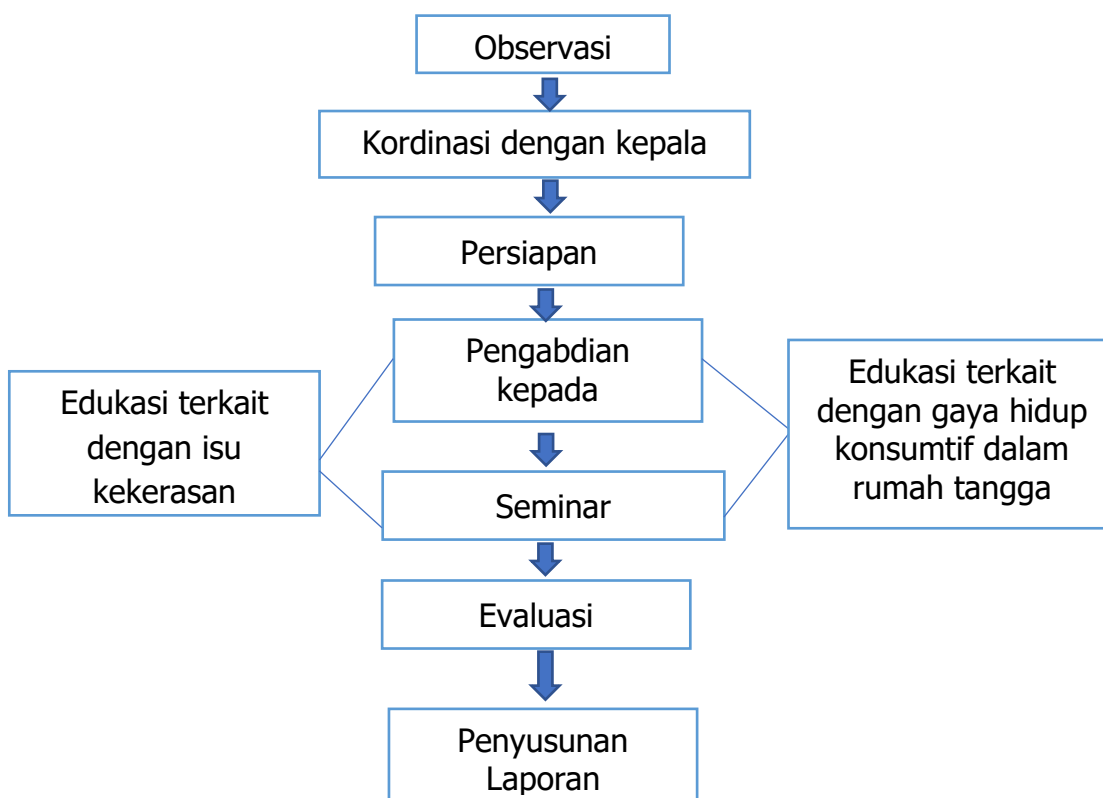 Observasi
Kordinasi dengan kepala
Persiapan
Pengabdian
kepada
Edukasi terkait
dengan isu
kekerasan
Edukasi terkait
dengan gaya hidup
konsumtif dalam
rumah tangga
Seminar
Evaluasi
Penyusunan
Laporan